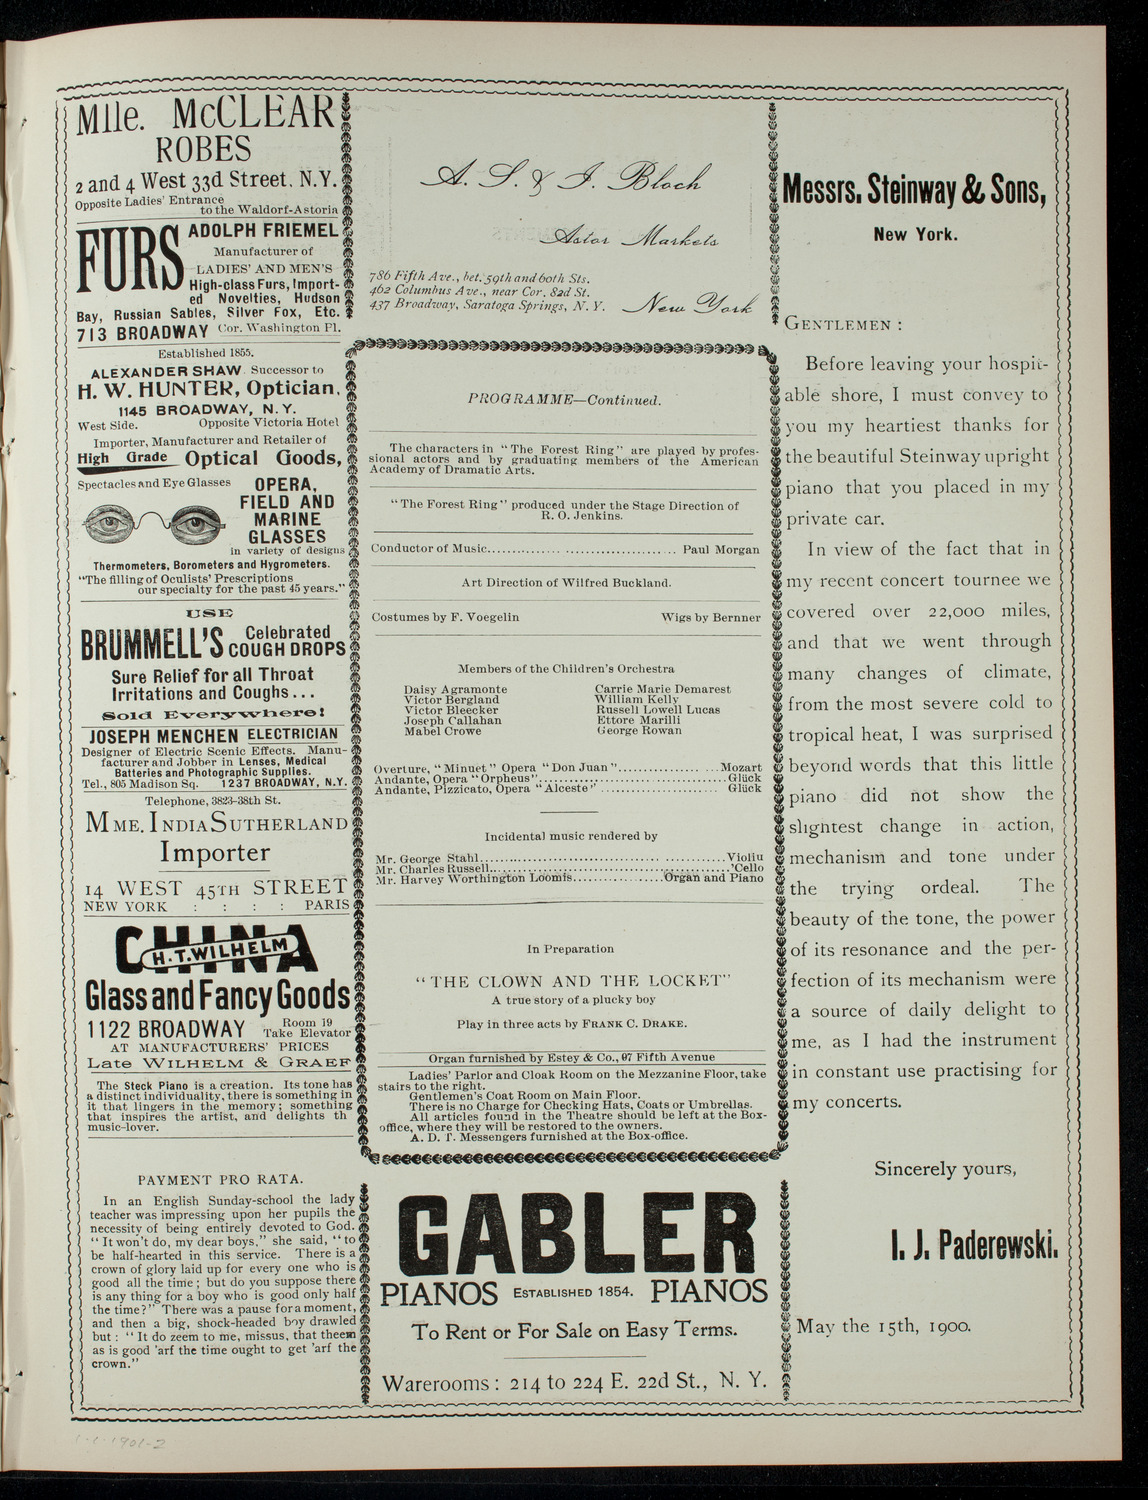 Mlle. McCLEAR
ROBES
2 and 4 West 33d Street. N.Y.
Opposite Ladies' Entrance
to the Waldorf-Astoria
FURS
ADOLPH FRIEMEL
Manufacturer of
LADIES' AND MEN'S
High-class Furs, Import-
ed Novelties, Hudson
Bay, Russian Sables, Silver Fox, Etc.
713 BROADWAY Cor. Washington Pl.
Established 1855.
ALEXANDER SHAW Successor to
H. W. HUNTER, Optician,
1145 BROADWAY, N. Y.
West Side. Opposite Victoria Hotel
Importer, Manufacturer and Retailer of
High Grade Optical Goods,
Spectacles and Eye Glasses
OPERA,
FIELD AND
MARINE
GLASSES
in variety of designs
Thermometers, Borometers and Hygrometers.
"The filling of Oculists' Prescriptions
our specialty for the past 45 years."
USE
BRUMMELL'S Celebrated
COUGH DROPS
Sure Relief for all Throat
Irritations and Coughs...
Sold Everywhere!
JOSEPH MENCHEN ELECTRICIAN
Designer of Electric Scenic Effects. Manu-
facturer and Jobber in Lenses, Medical
Batteries and Photographic Supplies.
Tel., 805 Madison Sq. 1237 BROADWAY, N.Y.
Telephone, 3823-38th St.
MME. INDIA SUTHERLAND
Importer
14 WEST 45TH STREET
NEW YORK : : : : PARIS
CHINA
H.T.WILHELM
Glass and Fancy Goods
1122 BROADWAY Room 19
Take Elevator
AT MANUFACTURERS' PRICES
Late WILHELM & GRAEF
The Steck Piano is a creation. Its tone has
a distinct individuality, there is something in
it that lingers in the memory; something
that inspires the artist, and delights th
music-lover.
PAYMENT PRO RATA.
In an English Sunday-school the lady
teacher was impressing upon her pupils the
necessity of being entirely devoted to God.
"It won't do, my dear boys," she said, "to
be half-hearted in this service. There is a
crown of glory laid up for every one who is
good all the time; but do you suppose there
is any thing for a boy who is good only half
the time?" There was a pause for a moment,
and then a big, shock-headed boy drawled
but: "It do zeem to me, missus, that theem
as is good 'arf the time ought to get 'arf the
crown."
A. S. & I. Bloch
Astor Markets
786 Fifth Ave., bet. 59th and 60th Sts.
462 Columbus Ave., near Cor. 82d St.
437 Broadway, Saratoga Springs, N. Y.
New York
PROGRAMME—Continued.
The characters in "The Forest Ring" are played by profes-
sional actors and by graduating members of the American
Academy of Dramatic Arts.
"The Forest Ring" produced under the Stage Direction of
R. O. Jenkins.
Conductor of Music.................................... Paul Morgan
Art Direction of Wilfred Buckland.
Costumes by F. Voegelin Wigs by Bernner
Members of the Children's Orchestra
Daisy Agramonte Carrie Marie Demarest
Victor Bergland William Kelly
Victor Bleecker Russell Lowell Lucas
Joseph Callahan Ettore Marilli
Mabel Crowe George Rowan
Overture, "Minuet" Opera "Don Juan"....................Mozart
Andante, Opera "Orpheus"....................................Glück
Andante, Pizzicato, Opera "Alceste" ....................... Glück
Incidental music rendered by
Mr. George Stahl..............................................Violiu
Mr. Charles Russell............................................'Cello
Mr. Harvey Worthington Loomis.................Organ and Piano
In Preparation
"THE CLOWN AND THE LOCKET"
A true story of a plucky boy
Play in three acts by FRANK C. DRAKE.
Organ furnished by Estey & Co., 97 Fifth Avenue
Ladies' Parlor and Cloak Room on the Mezzanine Floor, take
stairs to the right.
Gentlemen's Coat Room on Main Floor.
There is no Charge for Checking Hats, Coats or Umbrellas.
All articles found in the Theatre should be left at the Box-
office, where they will be restored to the owners.
A. D. T. Messengers furnished at the Box-office.
GABLER
PIANOS ESTABLISHED 1854. PIANOS
To Rent or For Sale on Easy Terms.
Warerooms: 214 to 224 E. 22d St., N. Y.
Messrs. Steinway & Sons,
New York.
GENTLEMEN:
Before leaving your hospit-
able shore, I must convey to
you my heartiest thanks for
the beautiful Steinway upright
piano that you placed in my
private car.
In view of the fact that in
my recent concert tournee we
covered over 22,000 miles,
and that we went through
many changes of climate,
from the most severe cold to
tropical heat, I was surprised
beyond words that this little
piano did not show the
slightest change in action,
mechanism and tone under
the trying ordeal. The
beauty of the tone, the power
of its resonance and the per-
fection of its mechanism were
a source of daily delight to
me, as I had the instrument
in constant use practising for
my concerts.
Sincerely yours,
I. J. Paderewski.
May the 15th, 1900.
1-1-1901-2